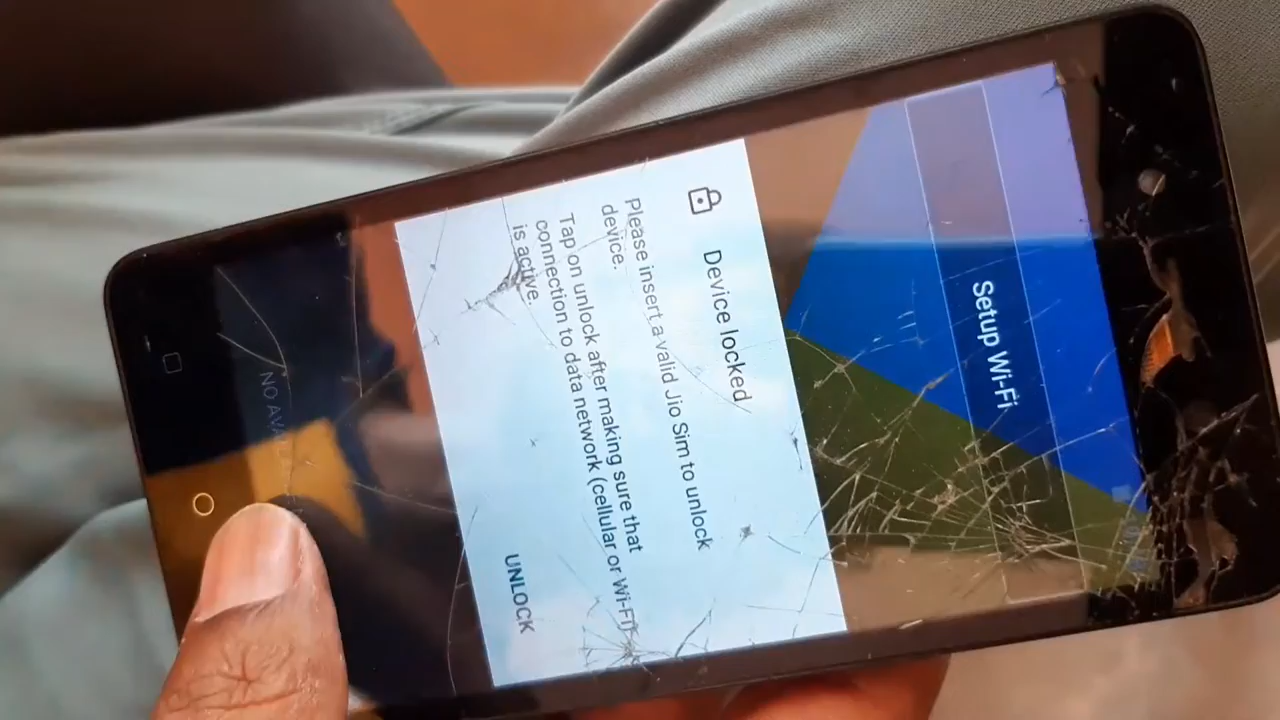 Setup Wi-Fi
Device locked
Please insert a valid Jio Sim to unlock
device.
Tap on unlock after making sure that
connection to data network (cellular or Wi-Fi)
is active.
UNLOCK
NO